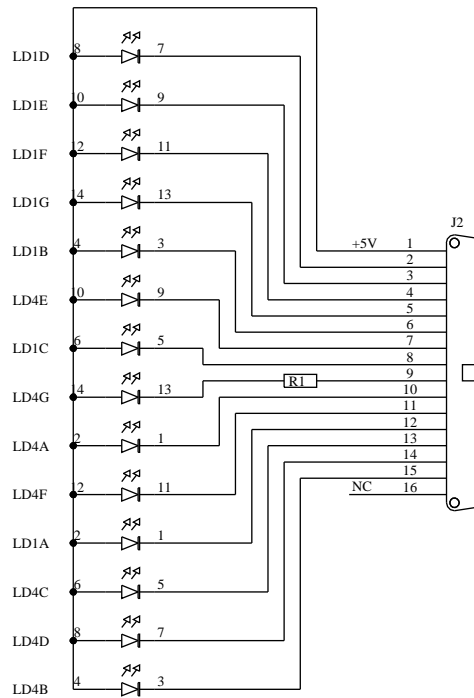 LD1D 8 7
LD1E 10 9
LD1F 12 11
LD1G 14 13
J2
LD1B 4 3 +5V 1
2
3
LD4E 10 9 4
5
6
LD1C 6 5 7
8
LD4G 14 13 R1 9
10
11
LD4A 2 1 12
13
14
15
LD4F 12 11 NC 16
LD1A 2 1
LD4C 6 5
LD4D 8 7
LD4B 4 3